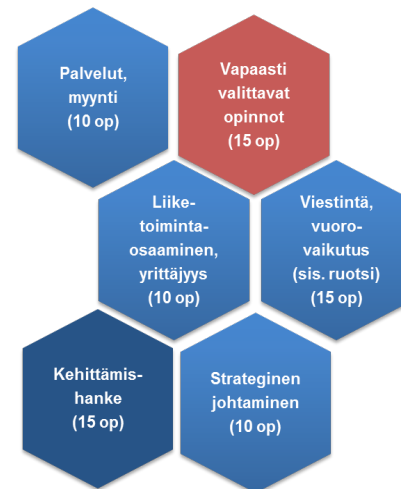 Palvelut,
myynti
(10 op)
Vapaasti
valittavat
opinnot
(15 op)
Liike-
toiminta-
osaaminen,
yrittäjyys
(10 op)
Viestintä,
vuoro-
vaikutus
(sis. ruotsi)
(15 op)
Kehittämis-
hanke
(15 op)
Strateginen
johtaminen
(10 op)